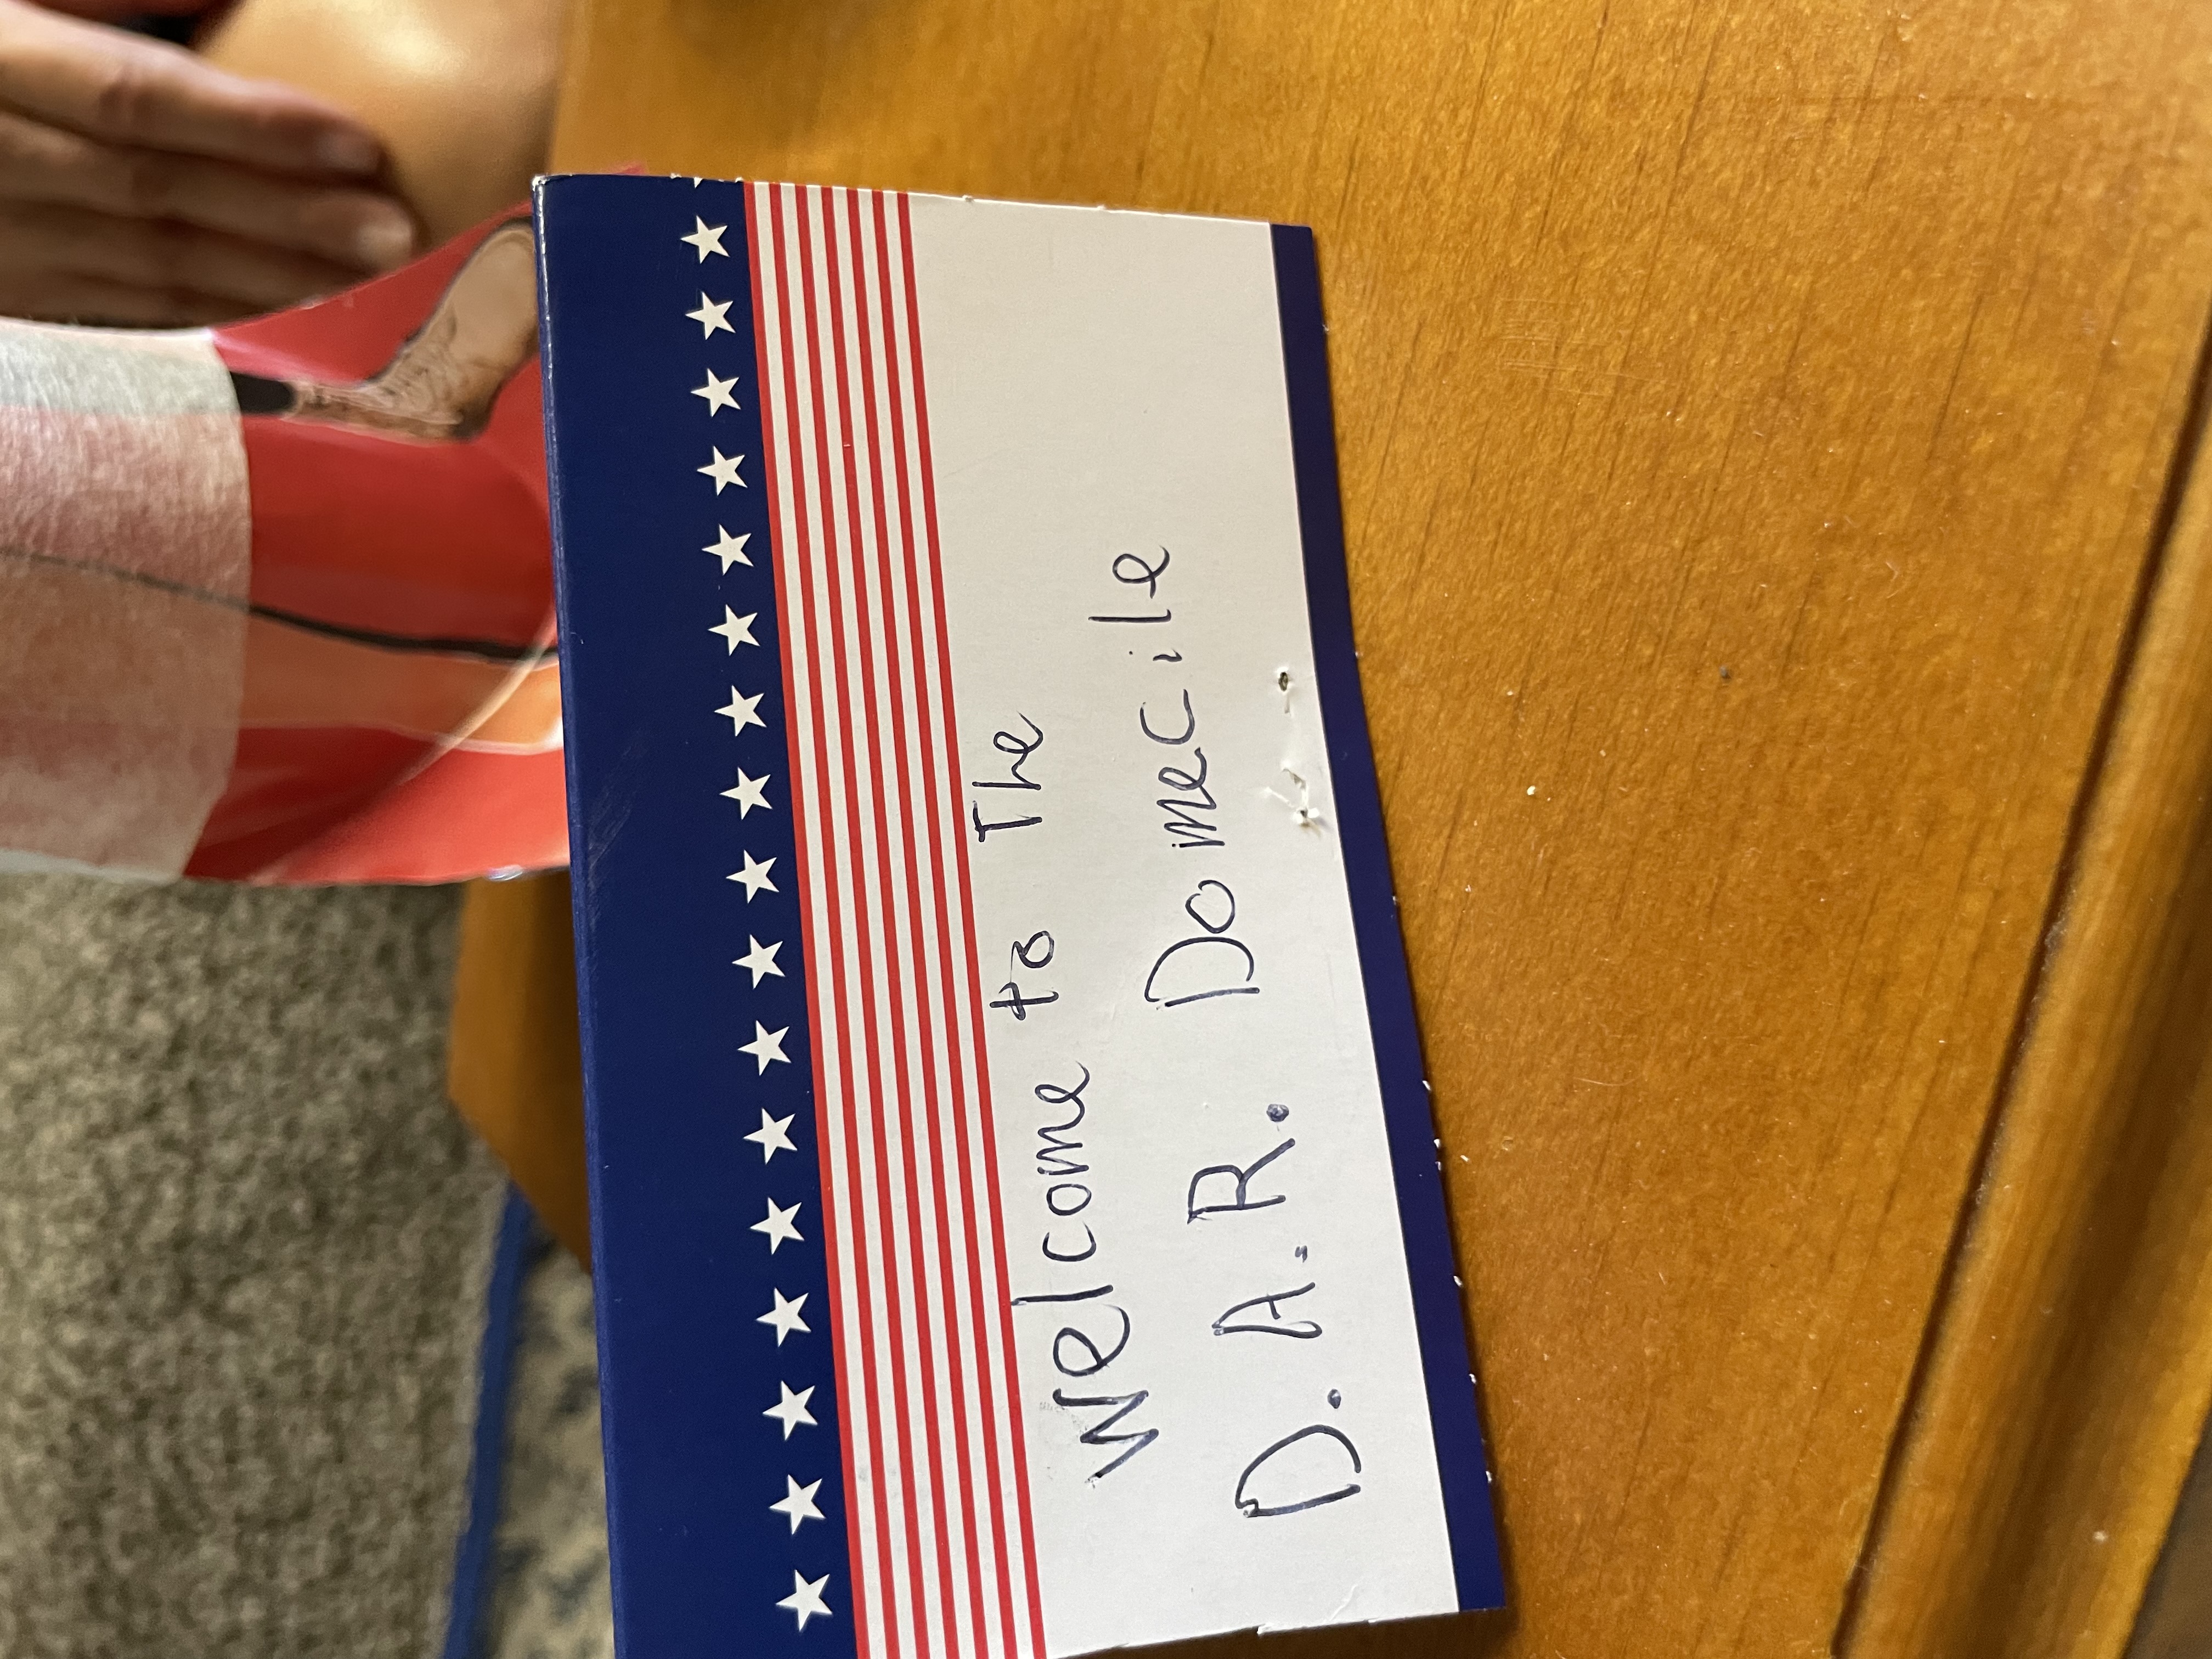 Welcome to The
D. A. R. Domecile